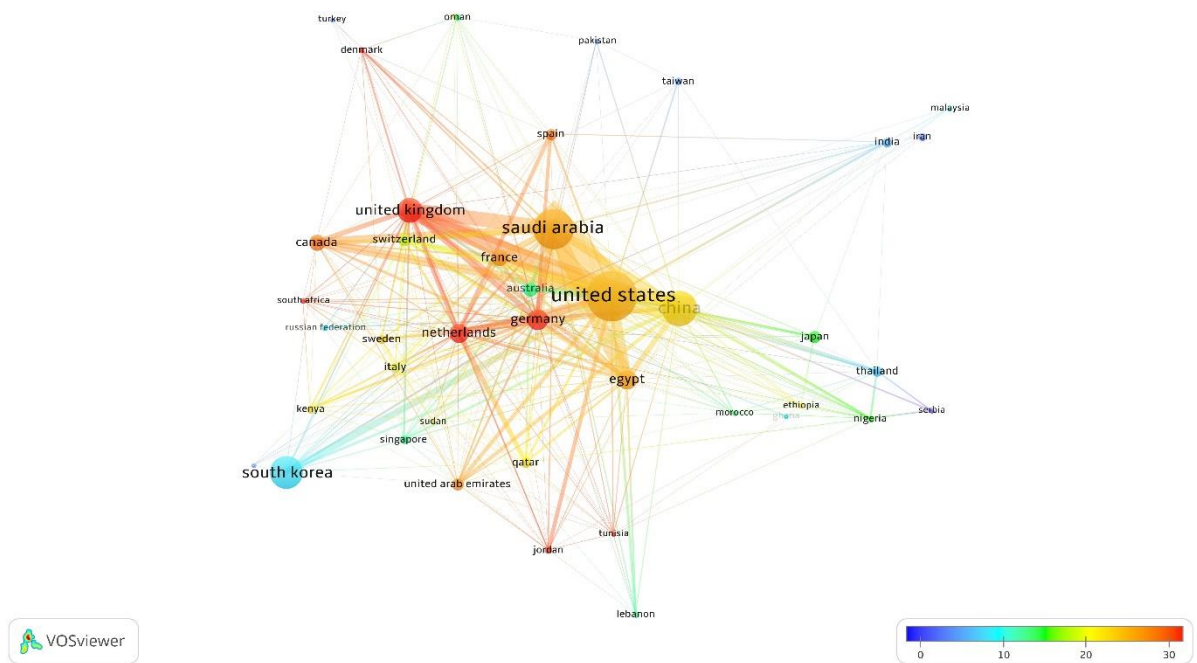 turkey
oman
denmark
pakistan
taiwan
malaysia
spain
iran
india
united kingdom
saudi arabia
switzerland
canada
france
australia
united states
south africa
china
germany
russian federation
netherlands
japan
sweden
italy
thailand
egypt
kenya
ethiopia
serbia
morocco
ghana
nigeria
sudan
singapore
qatar
south korea
united arab emirates
tunisia
jordan
lebanon
VOSviewer
0 10 20 30